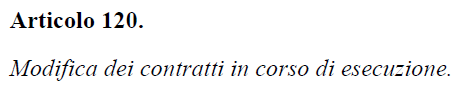 Articolo 120.
Modifica dei contratti in corso di esecuzione.